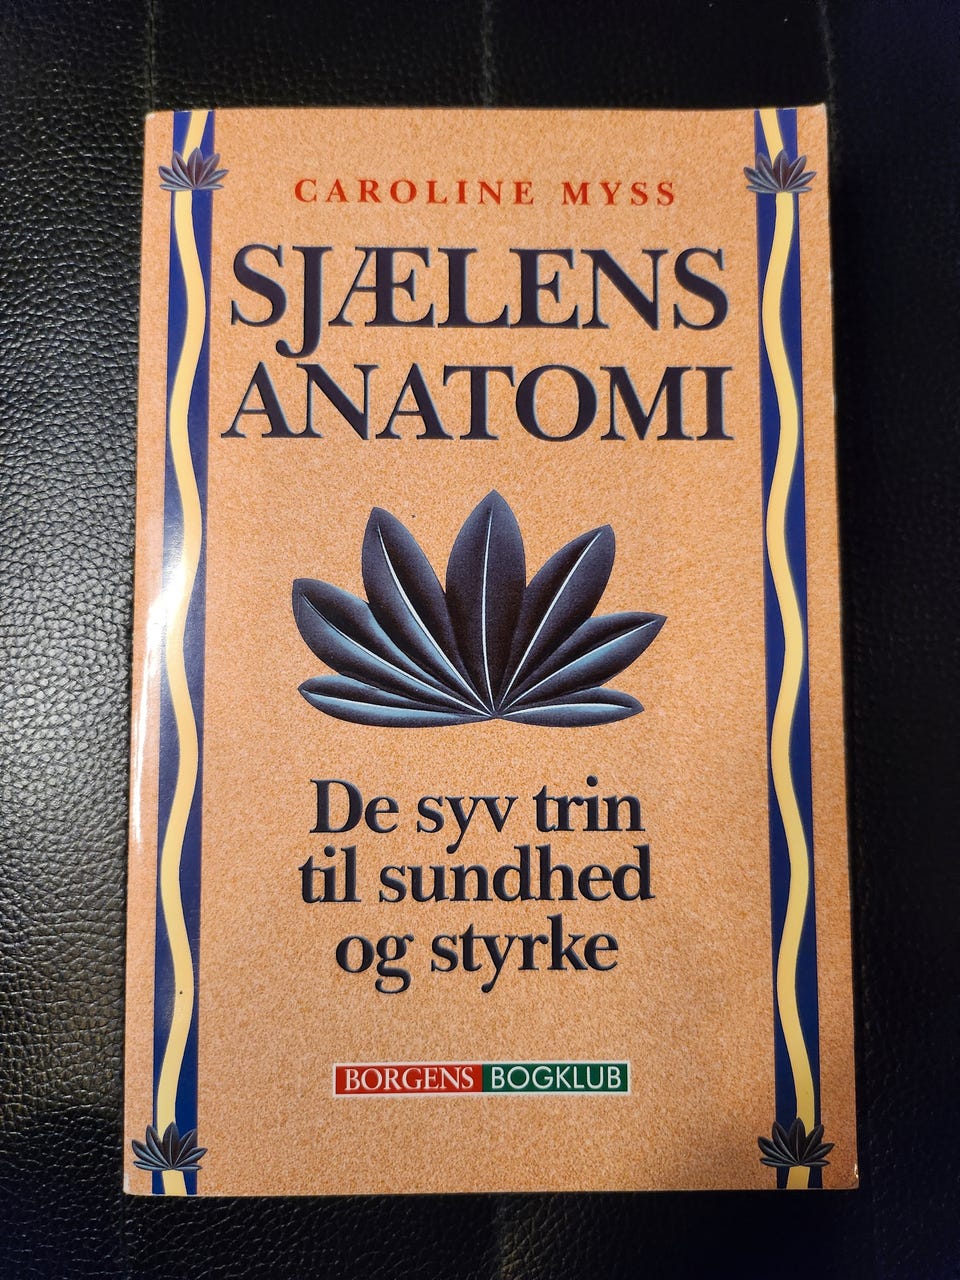 CAROLINE MYSS
SJÆLENS
ANATOMI
De syv trin
til sundhed
og styrke
BORGENS BOGKLUB